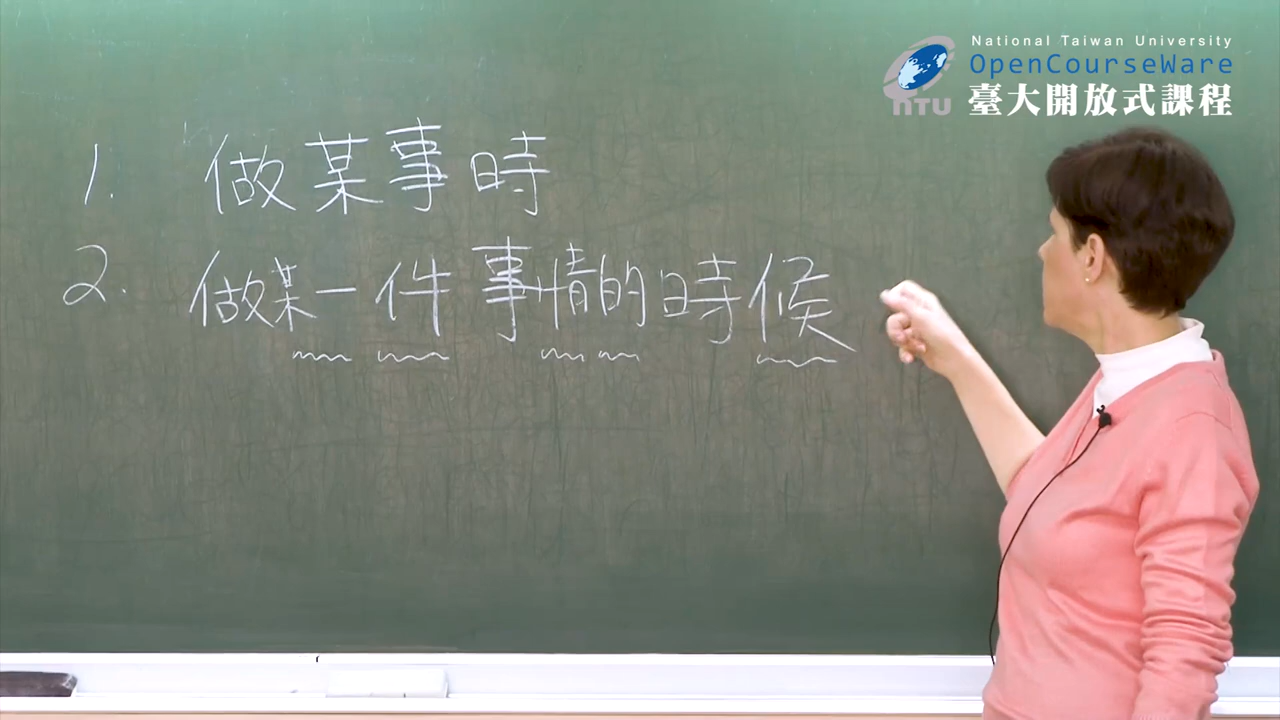 National Taiwan University
OpenCourseWare
NTU 臺大開放式課程
1. 做某事時
2. 做某一件事情的時候